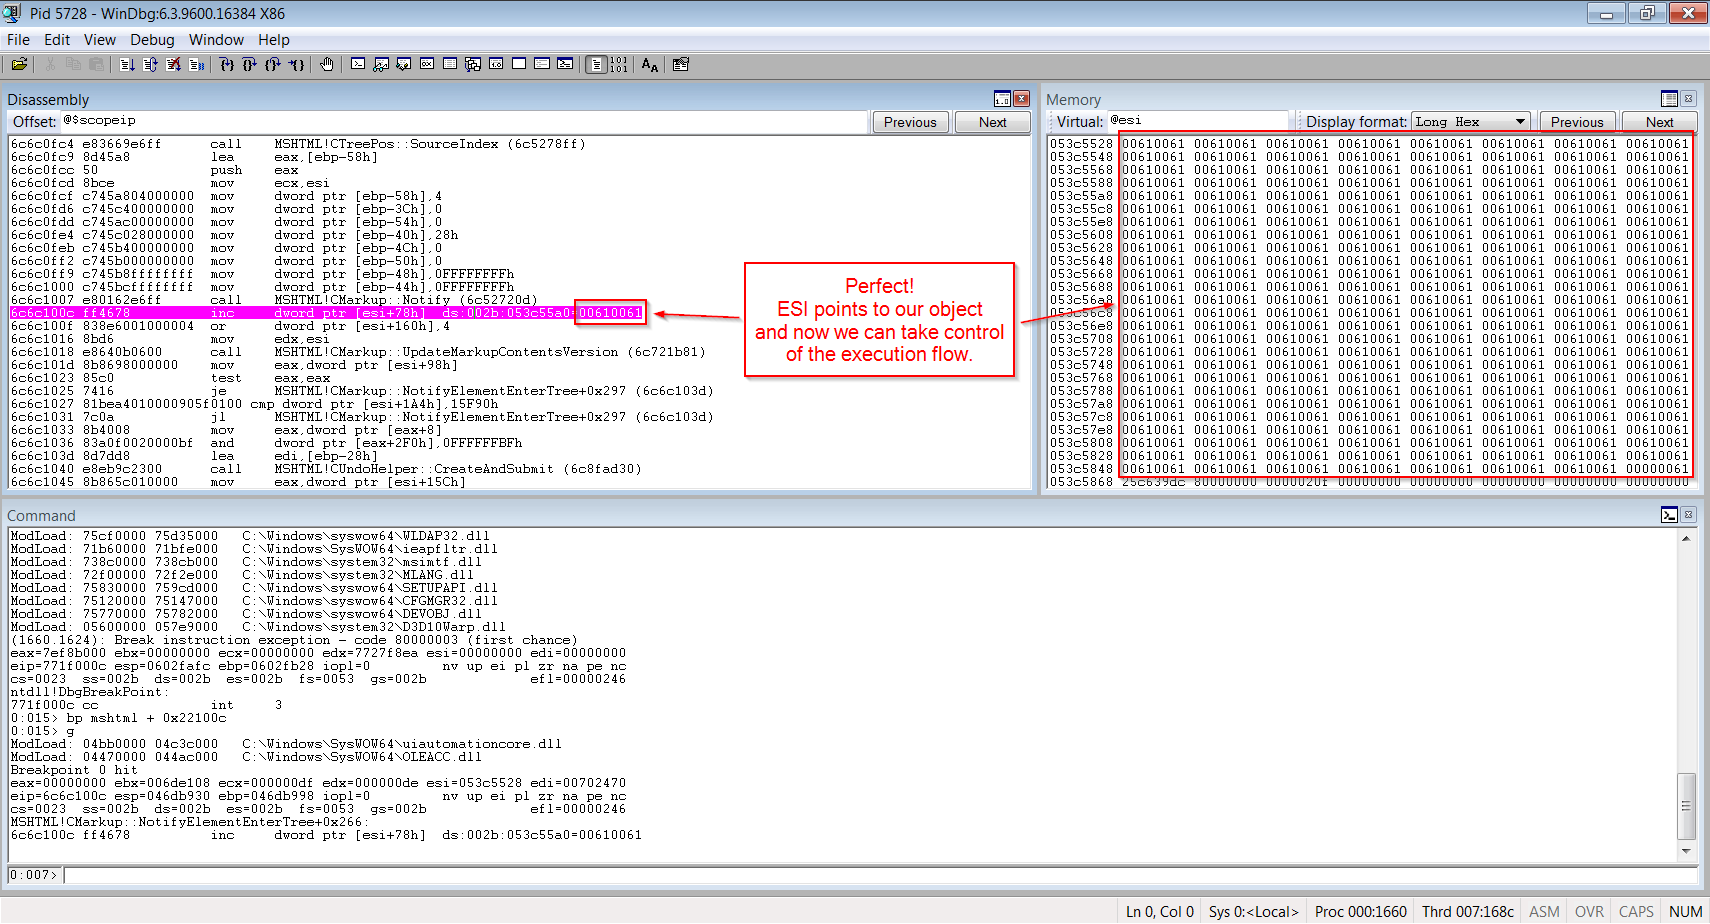 Pid 5728 - WinDbg:6.3.9600.16384 X86
File Edit View Debug Window Help
Disassembly
Offset: @$scopeip Previous Next
6c6c0fc4 e83669e6ff call MSHTML!CTreePos::SourceIndex (6c5278ff)
6c6c0fc9 8d45a8 lea eax,[ebp-58h]
6c6c0fcc 50 push eax
6c6c0fcd 8bce mov ecx,esi
6c6c0fcf c745a804000000 mov dword ptr [ebp-58h],4
6c6c0fd6 c745c400000000 mov dword ptr [ebp-3Ch],0
6c6c0fdd c745ac00000000 mov dword ptr [ebp-54h],0
6c6c0fe4 c745c028000000 mov dword ptr [ebp-40h],28h
6c6c0feb c745b400000000 mov dword ptr [ebp-4Ch],0
6c6c0ff2 c745b000000000 mov dword ptr [ebp-50h],0
6c6c0ff9 c745b8ffffffff mov dword ptr [ebp-48h],0FFFFFFFFh
6c6c1000 c745bcffffffff mov dword ptr [ebp-44h],0FFFFFFFFh
6c6c1007 e80162e6ff call MSHTML!CMarkup::Notify (6c52720d)
6c6c100c ff4678 inc dword ptr [esi+78h] ds:002b:053c55a0=00610061
6c6c100f 838e6001000004 or dword ptr [esi+160h],4
6c6c1016 8bd6 mov edx,esi
6c6c1018 e8640b0600 call MSHTML!CMarkup::UpdateMarkupContentsVersion (6c721b81)
6c6c101d 8b8698000000 mov eax,dword ptr [esi+98h]
6c6c1023 85c0 test eax,eax
6c6c1025 7416 je MSHTML!CMarkup::NotifyElementEnterTree+0x297 (6c6c103d)
6c6c1027 81bea4010000905f0100 cmp dword ptr [esi+1A4h],15F90h
6c6c1031 7c0a jl MSHTML!CMarkup::NotifyElementEnterTree+0x297 (6c6c103d)
6c6c1033 8b4008 mov eax,dword ptr [eax+8]
6c6c1036 83a0f0020000bf and dword ptr [eax+2F0h],0FFFFFFBFh
6c6c103d 8d7dd8 lea edi,[ebp-28h]
6c6c1040 e8eb9c2300 call MSHTML!CUndoHelper::CreateAndSubmit (6c8fad30)
6c6c1045 8b865c010000 mov eax,dword ptr [esi+15Ch]
Perfect!
ESI points to our object
and now we can take control
of the execution flow.
Memory
Virtual: @esi Display format: Long Hex Previous Next
053c5528 00610061 00610061 00610061 00610061 00610061 00610061 00610061 00610061
053c5548 00610061 00610061 00610061 00610061 00610061 00610061 00610061 00610061
053c5568 00610061 00610061 00610061 00610061 00610061 00610061 00610061 00610061
053c5588 00610061 00610061 00610061 00610061 00610061 00610061 00610061 00610061
053c55a8 00610061 00610061 00610061 00610061 00610061 00610061 00610061 00610061
053c55c8 00610061 00610061 00610061 00610061 00610061 00610061 00610061 00610061
053c55e8 00610061 00610061 00610061 00610061 00610061 00610061 00610061 00610061
053c5608 00610061 00610061 00610061 00610061 00610061 00610061 00610061 00610061
053c5628 00610061 00610061 00610061 00610061 00610061 00610061 00610061 00610061
053c5648 00610061 00610061 00610061 00610061 00610061 00610061 00610061 00610061
053c5668 00610061 00610061 00610061 00610061 00610061 00610061 00610061 00610061
053c5688 00610061 00610061 00610061 00610061 00610061 00610061 00610061 00610061
053c56a8 00610061 00610061 00610061 00610061 00610061 00610061 00610061 00610061
00610061 00610061 00610061 00610061 00610061 00610061 00610061 00610061
053c56e8 00610061 00610061 00610061 00610061 00610061 00610061 00610061 00610061
053c5708 00610061 00610061 00610061 00610061 00610061 00610061 00610061 00610061
053c5728 00610061 00610061 00610061 00610061 00610061 00610061 00610061 00610061
053c5748 00610061 00610061 00610061 00610061 00610061 00610061 00610061 00610061
053c5768 00610061 00610061 00610061 00610061 00610061 00610061 00610061 00610061
053c5788 00610061 00610061 00610061 00610061 00610061 00610061 00610061 00610061
053c57a8 00610061 00610061 00610061 00610061 00610061 00610061 00610061 00610061
053c57c8 00610061 00610061 00610061 00610061 00610061 00610061 00610061 00610061
053c57e8 00610061 00610061 00610061 00610061 00610061 00610061 00610061 00610061
053c5808 00610061 00610061 00610061 00610061 00610061 00610061 00610061 00610061
053c5828 00610061 00610061 00610061 00610061 00610061 00610061 00610061 00610061
053c5848 00610061 00610061 00610061 00610061 00610061 00610061 00610061 00000061
053c5868 25c639dc 80000000 0000020f 00000000 00000000 00000000 00000000 00000000
Command
ModLoad: 75cf0000 75d35000 C:\Windows\syswow64\WLDAP32.dll
ModLoad: 71b60000 71bfe000 C:\Windows\SysWOW64\ieapfltr.dll
ModLoad: 738c0000 738cb000 C:\Windows\system32\msimtf.dll
ModLoad: 72f00000 72f2e000 C:\Windows\system32\MLANG.dll
ModLoad: 75830000 759cd000 C:\Windows\syswow64\SETUPAPI.dll
ModLoad: 75120000 75147000 C:\Windows\syswow64\CFGMGR32.dll
ModLoad: 75770000 75782000 C:\Windows\syswow64\DEVOBJ.dll
ModLoad: 05600000 057e9000 C:\Windows\system32\D3D10Warp.dll
(1660.1624): Break instruction exception - code 80000003 (first chance)
eax=7ef8b000 ebx=00000000 ecx=00000000 edx=7727f8ea esi=00000000 edi=00000000
eip=771f000c esp=0602fafc ebp=0602fb28 iopl=0 nv up ei pl zr na pe nc
cs=0023 ss=002b ds=002b es=002b fs=0053 gs=002b efl=00000246
ntdll!DbgBreakPoint:
771f000c cc int 3
0:015> bp mshtml + 0x22100c
0:015> g
ModLoad: 04bb0000 04c3c000 C:\Windows\SysWOW64\uiautomationcore.dll
ModLoad: 04470000 044ac000 C:\Windows\SysWOW64\OLEACC.dll
Breakpoint 0 hit
eax=00000000 ebx=006de108 ecx=000000df edx=000000de esi=053c5528 edi=00702470
eip=6c6c100c esp=046db930 ebp=046db998 iopl=0 nv up ei pl zr na pe nc
cs=0023 ss=002b ds=002b es=002b fs=0053 gs=002b efl=00000246
MSHTML!CMarkup::NotifyElementEnterTree+0x266:
6c6c100c ff4678 inc dword ptr [esi+78h] ds:002b:053c55a0=00610061
0:007>
Ln 0, Col 0 Sys 0:<Local> Proc 000:1660 Thrd 007:168c ASM OVR CAPS NUM